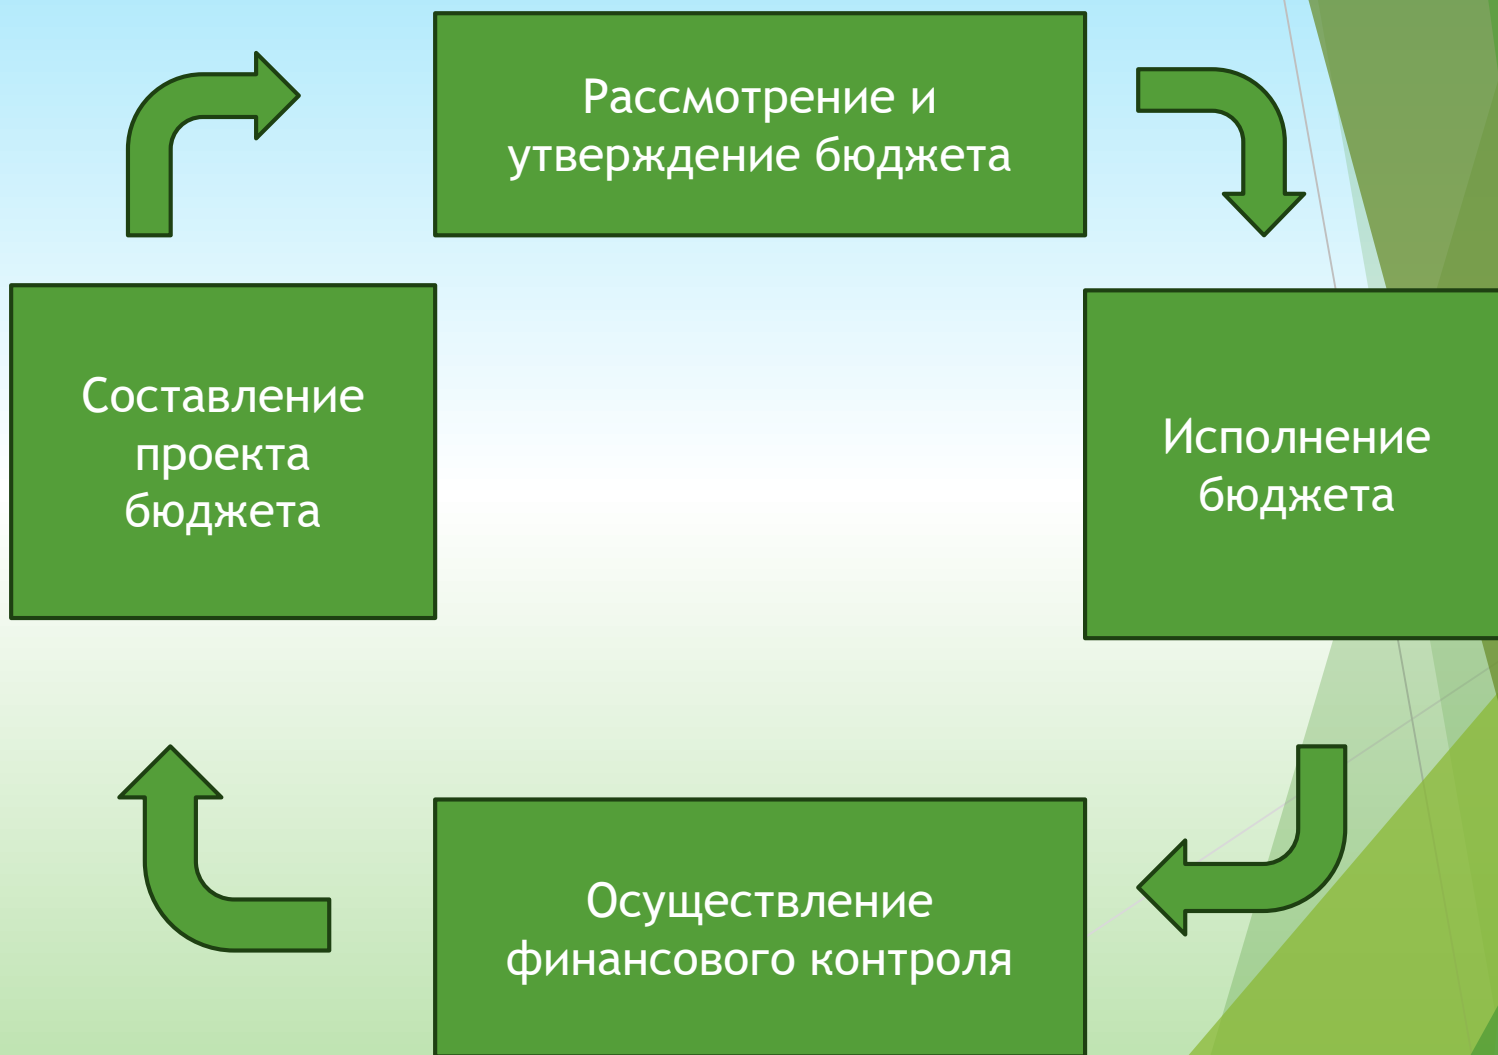 Рассмотрение и
утверждение бюджета
Составление
проекта
бюджета
Исполнение
бюджета
Осуществление
финансового контроля